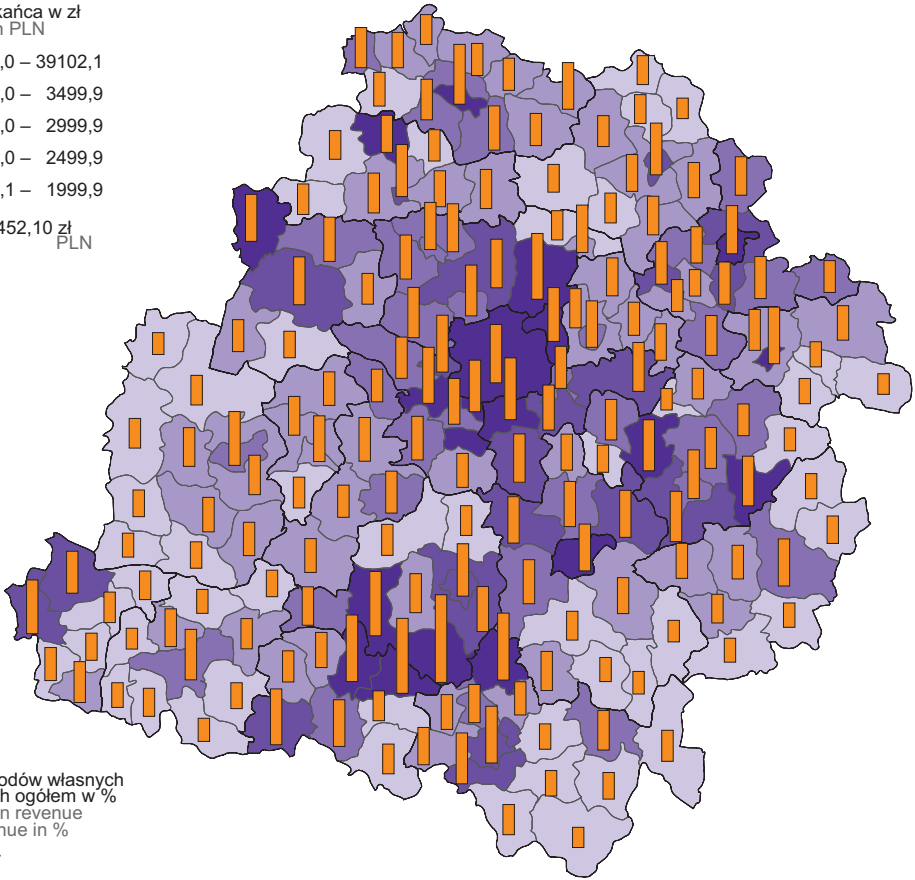 kańca w zł
PLN
,0 – 39102,1
,0 – 3499,9
,0 – 2999,9
,0 – 2499,9
,1 – 1999,9
452,10 zł
PLN
odów własnych
h ogółem w %
n revenue
nue in %